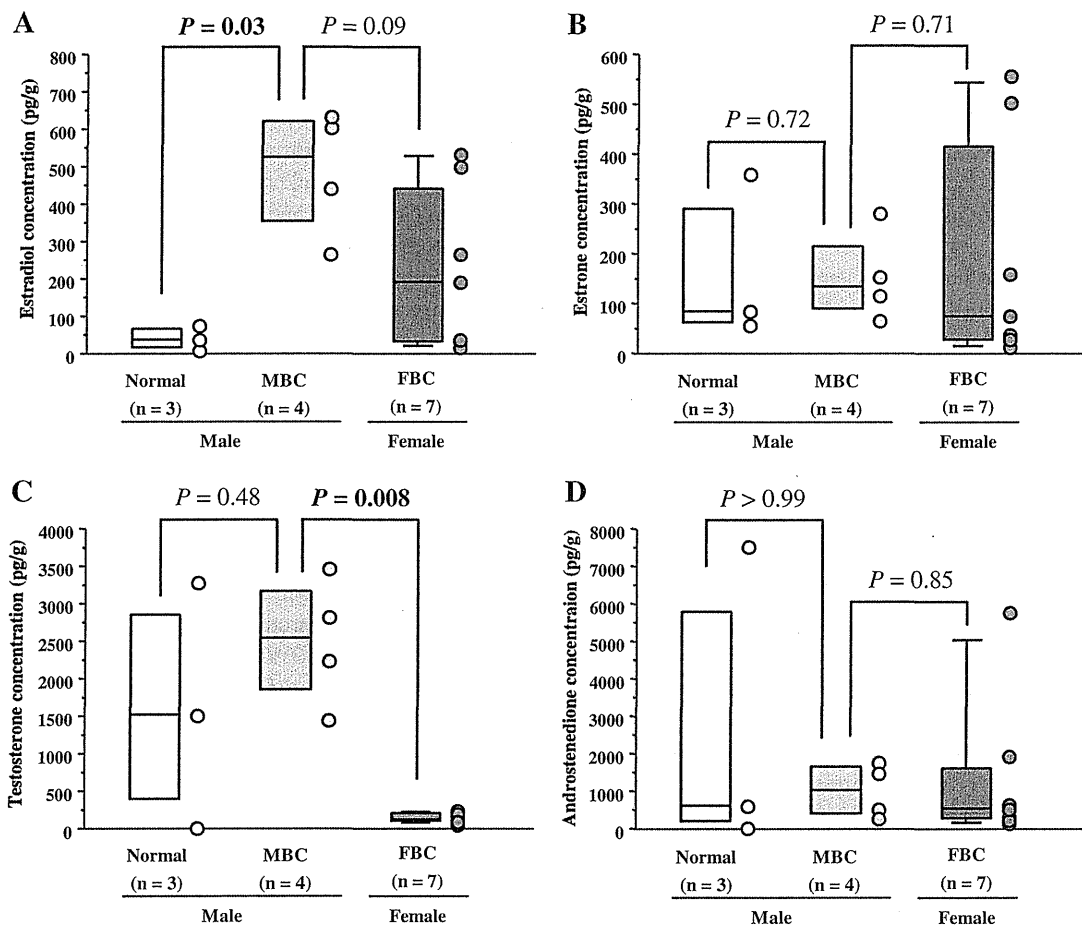 A
P = 0.03
P = 0.09
Estradiol concentration (pg/g)
800
700
600
500
400
300
200
100
0
Normal
MBC
FBC
(n = 3)
(n = 4)
(n = 7)
Male
Female
B
P = 0.71
P = 0.72
Estrone concentration (pg/g)
600
500
400
300
200
100
0
Normal
MBC
FBC
(n = 3)
(n = 4)
(n = 7)
Male
Female
C
P = 0.48
P = 0.008
Testosterone concentration (pg/g)
4000
3500
3000
2500
2000
1500
1000
500
0
Normal
MBC
FBC
(n = 3)
(n = 4)
(n = 7)
Male
Female
D
P > 0.99
P = 0.85
Androstenedione concentraion (pg/g)
8000
7000
6000
5000
4000
3000
2000
1000
0
Normal
MBC
FBC
(n = 3)
(n = 4)
(n = 7)
Male
Female